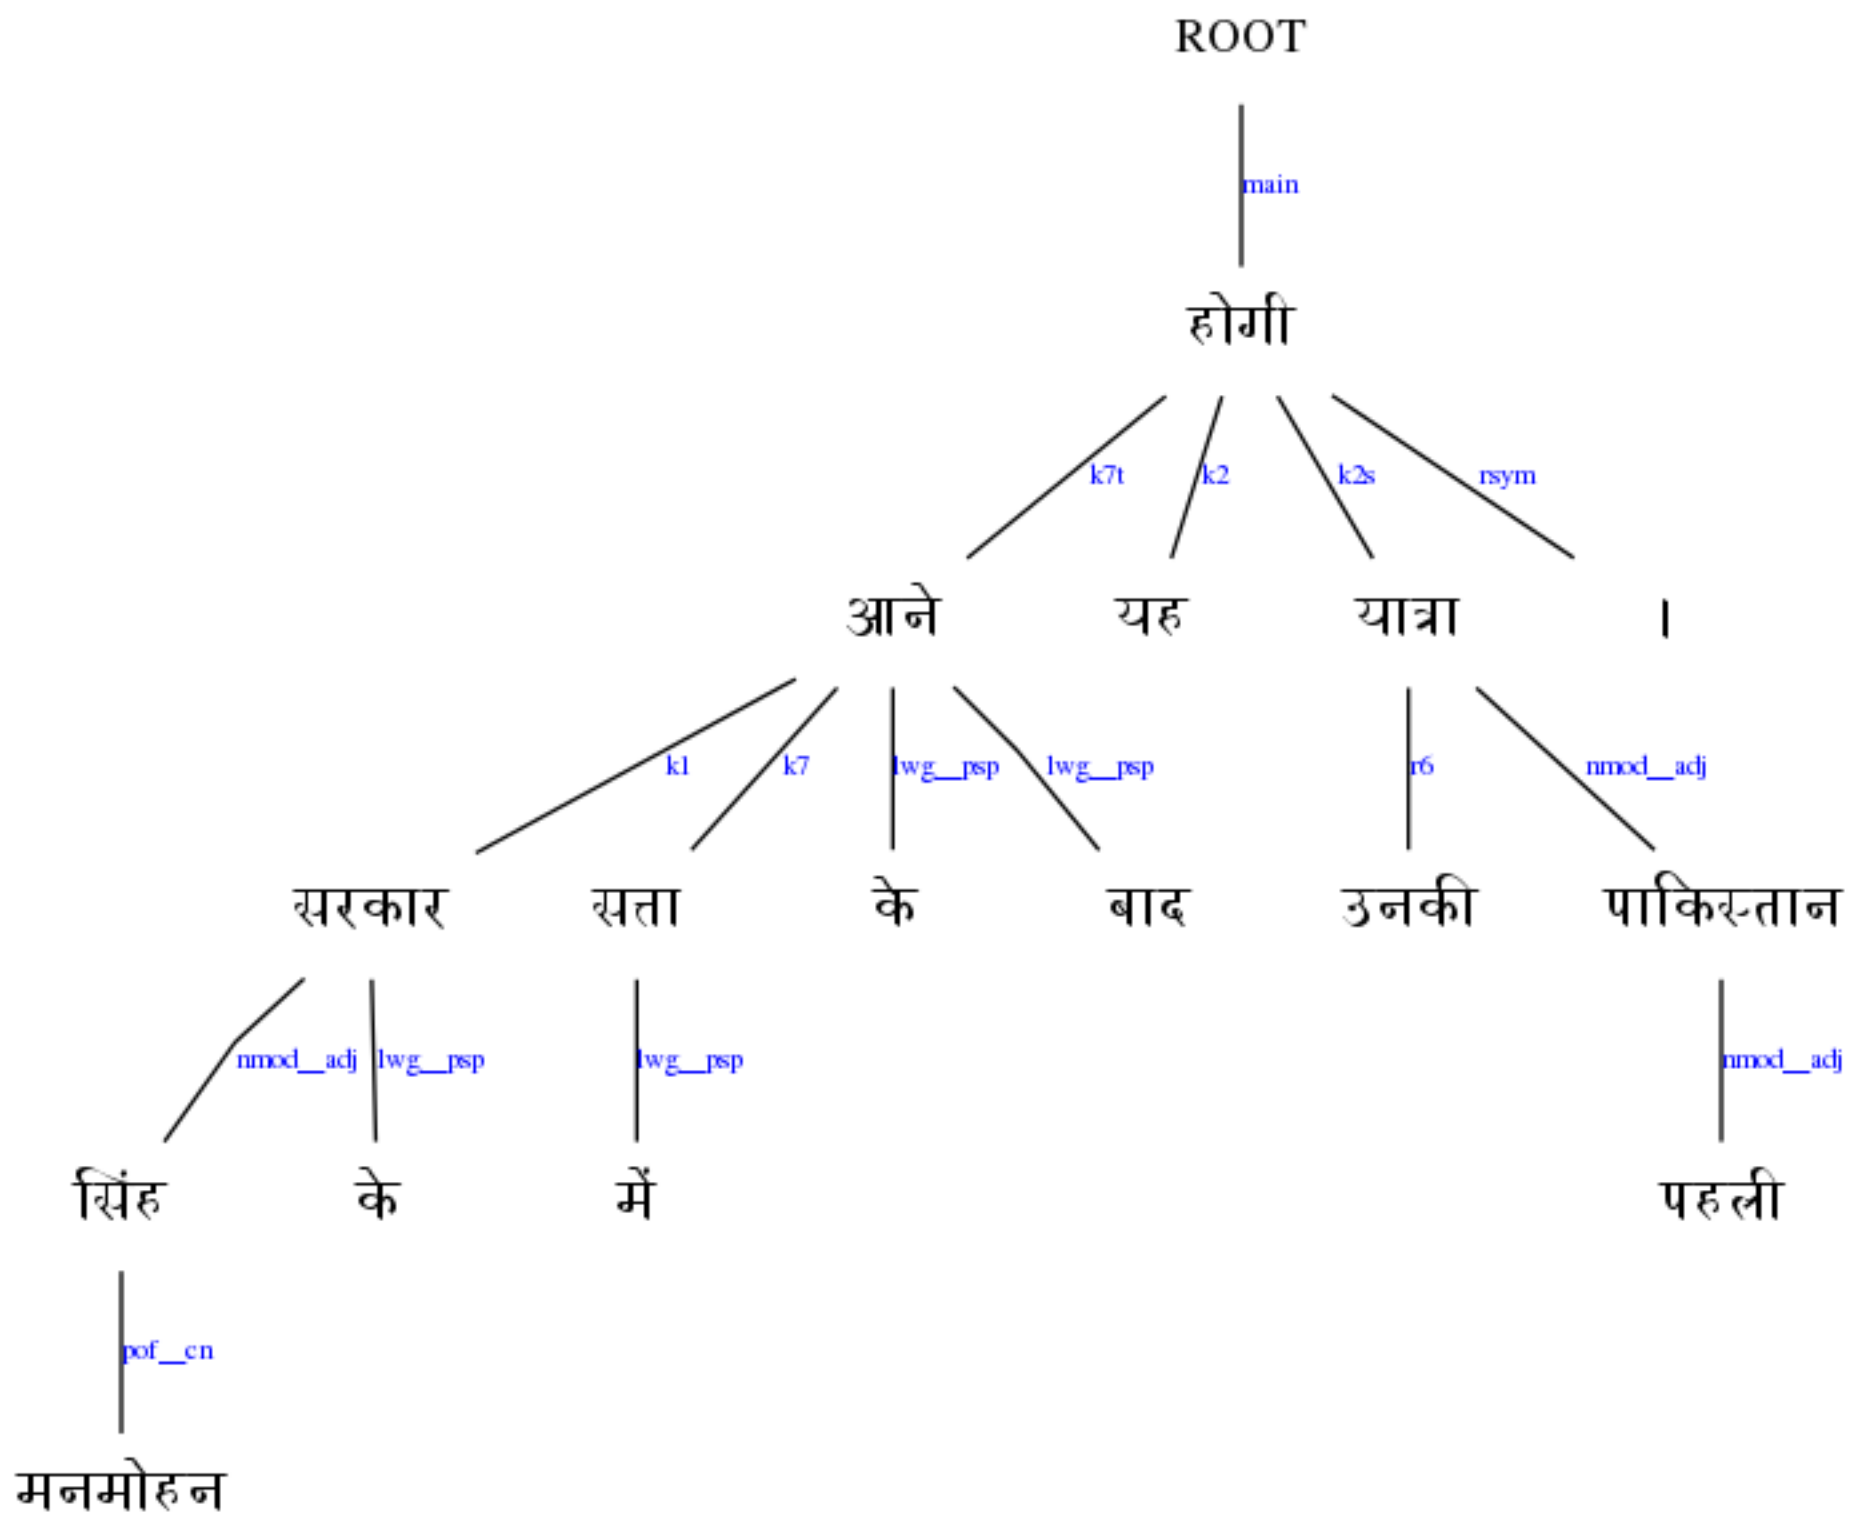 ROOT
main
होगी
k7t k2 k2s rsym
आने यह यात्रा ।
k1 k7 lwg__psp lwg__psp r6 nmod__adj
सरकार सत्ता के बाद उनकी पाकिस्तान
nmod__adj lwg__psp lwg__psp nmod__adj
सिंह के में पहली
pof__cn
मनमोहन